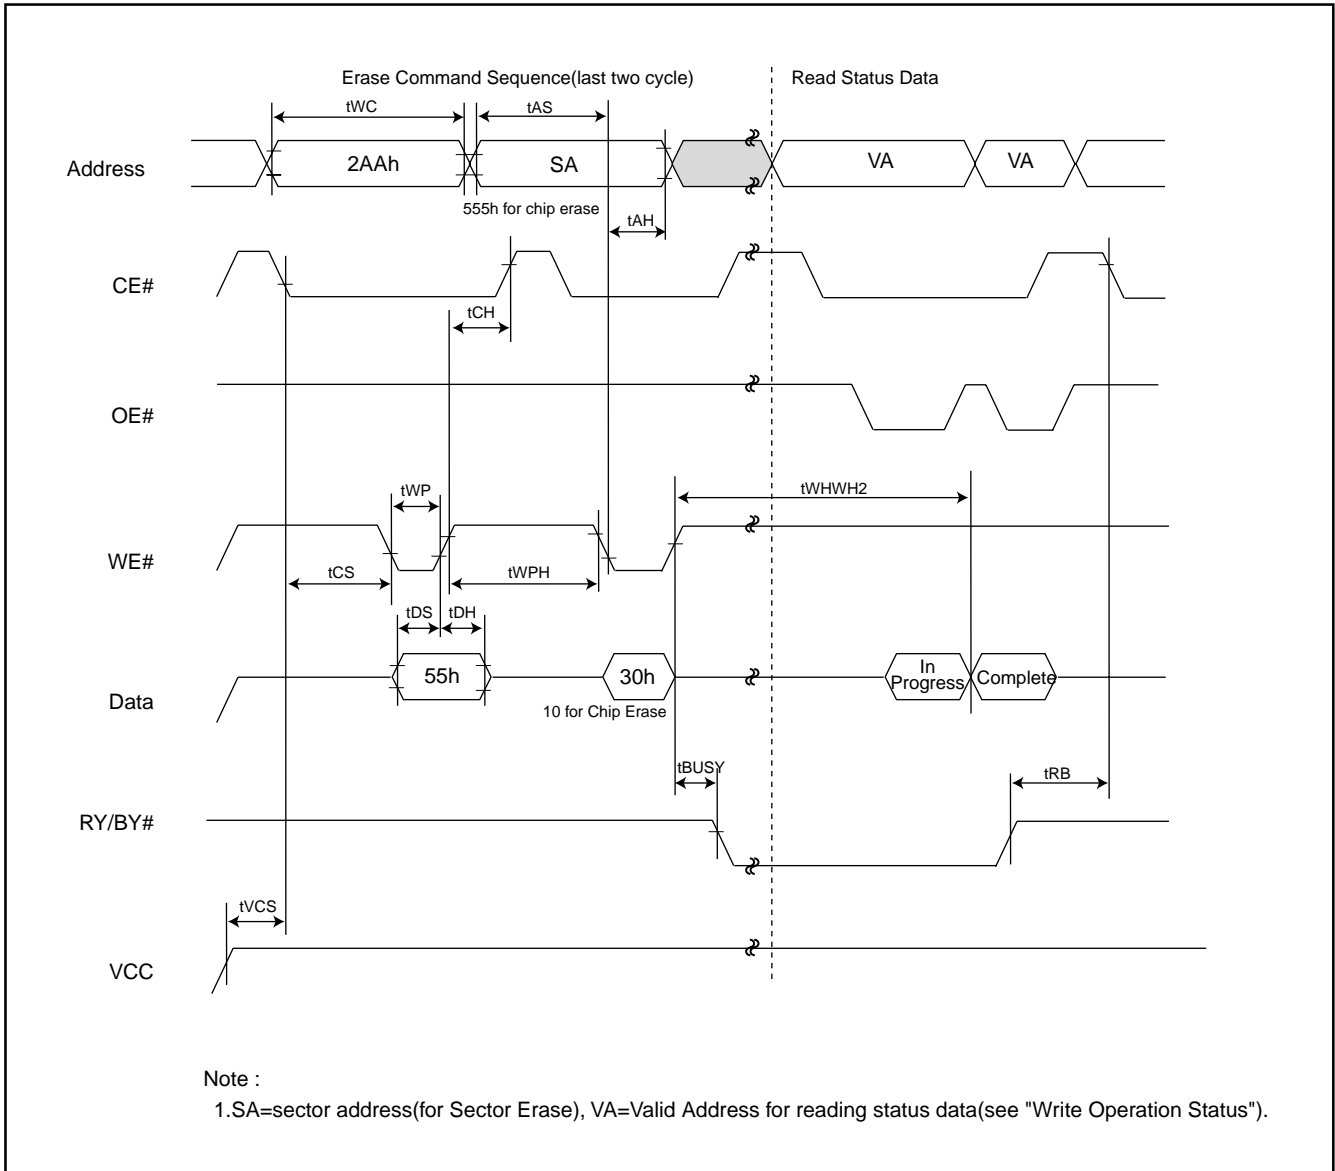 Erase Command Sequence(last two cycle)
Read Status Data
tWC
tAS
Address
2AAh
SA
VA
VA
555h for chip erase
tAH
CE#
tCH
OE#
tWP
tWHWH2
WE#
tCS
tWPH
tDS
tDH
Data
55h
30h
In
Progress
Complete
10 for Chip Erase
tBUSY
tRB
RY/BY#
tVCS
VCC
Note :
1.SA=sector address(for Sector Erase), VA=Valid Address for reading status data(see "Write Operation Status").